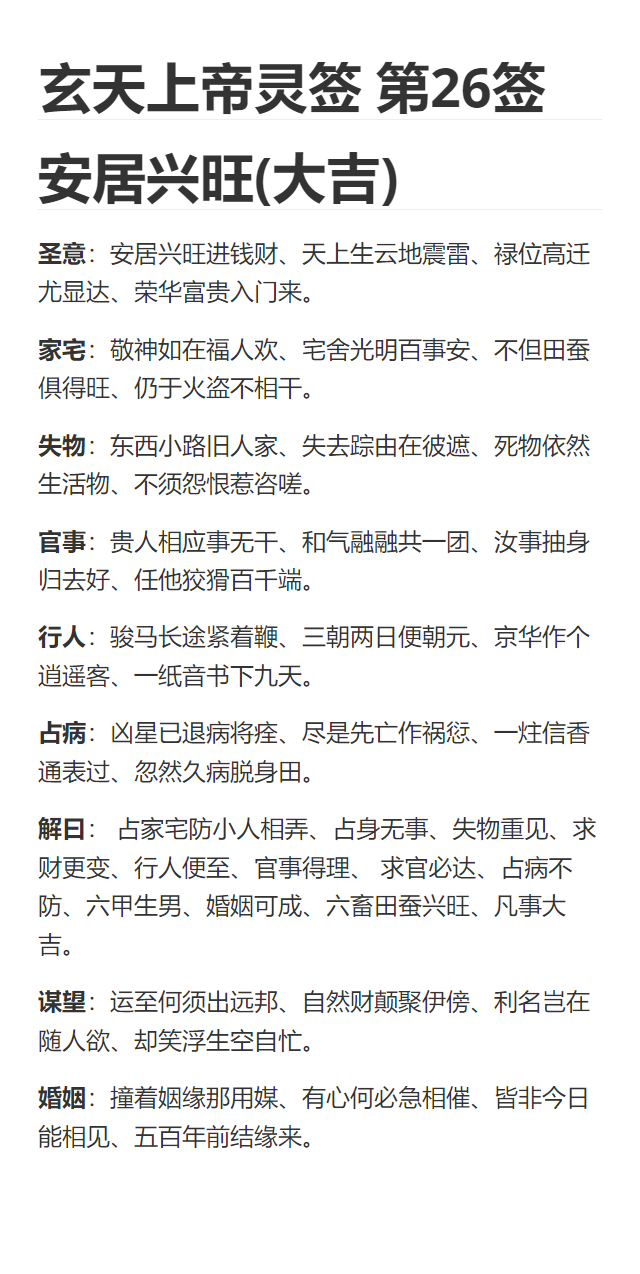 玄天上帝灵签 第26签
安居兴旺(大吉)
圣意：安居兴旺进钱财、天上生云地震雷、禄位高迁
尤显达、荣华富贵入门来。
家宅：敬神如在福人欢、宅舍光明百事安、不但田蚕
俱得旺、仍于火盗不相干。
失物：东西小路旧人家、失去踪由在彼遮、死物依然
生活物、不须怨恨惹咨嗟。
官事：贵人相应事无干、和气融融共一团、汝事抽身
归去好、任他狡猾百千端。
行人：骏马长途紧着鞭、三朝两日便朝元、京华作个
逍遥客、一纸音书下九天。
占病：凶星已退病将痊、尽是先亡作祸愆、一炷信香
通表过、忽然久病脱身田。
解曰： 占家宅防小人相弄、占身无事、失物重见、求
财更变、行人便至、官事得理、 求官必达、占病不
防、六甲生男、婚姻可成、六畜田蚕兴旺、凡事大
吉。
谋望：运至何须出远邦、自然财颠聚伊傍、利名岂在
随人欲、却笑浮生空自忙。
婚姻：撞着姻缘那用媒、有心何必急相催、皆非今日
能相见、五百年前结缘来。